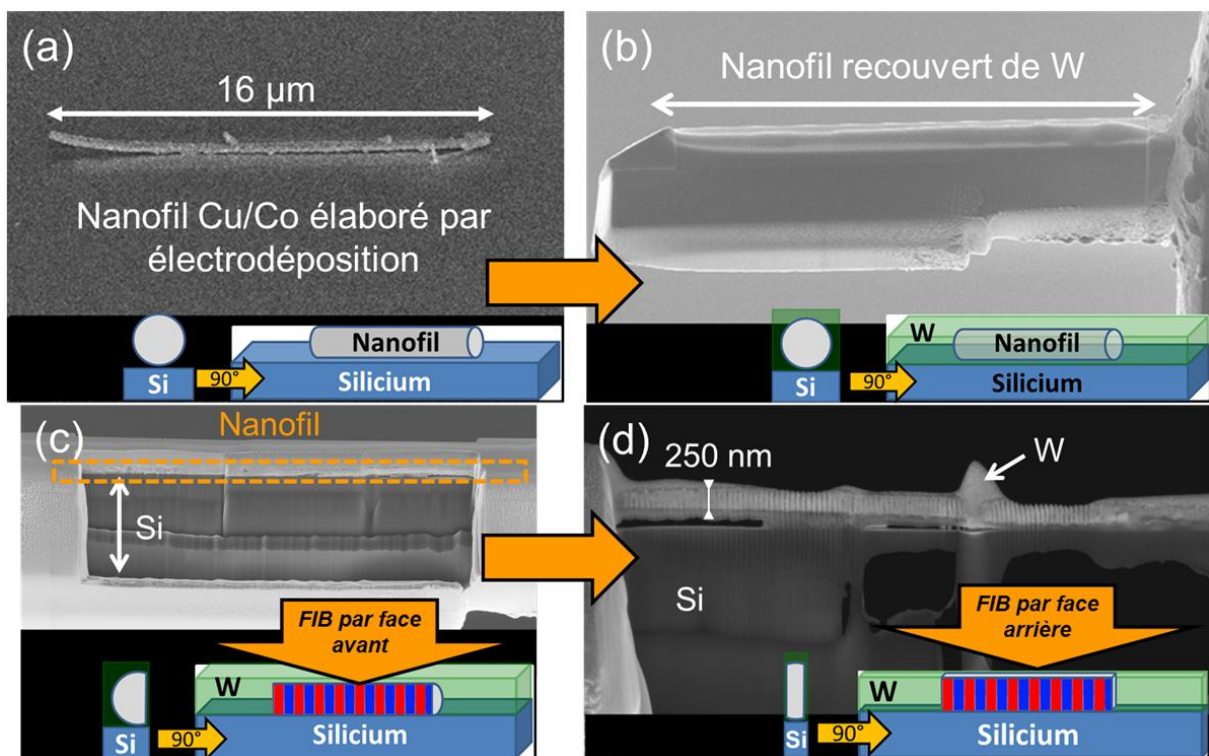 (a)
16 µm
Nanofil Cu/Co élaboré par
électrodéposition
Si
90°
Nanofil
Silicium
(b)
Nanofil recouvert de W
Si
90°
W
Nanofil
Silicium
(c)
Nanofil
Si
FIB par face
avant
Si
90°
W
Silicium
(d)
250 nm
W
Si
FIB par face
arrière
Si
90°
W
Silicium